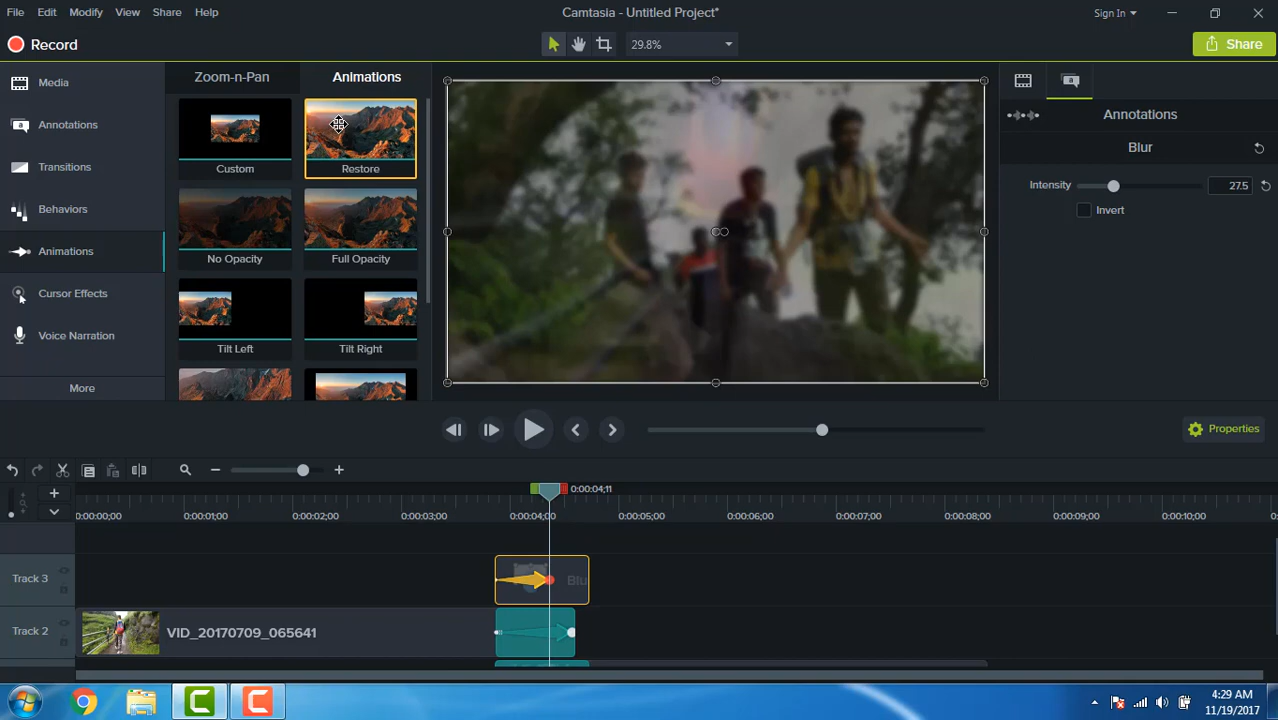 File Edit Modify View Share Help
Camtasia - Untitled Project*
Sign In
Record
29.8%
Share
Media
Annotations
Transitions
Behaviors
Animations
Cursor Effects
Voice Narration
More
Zoom-n-Pan
Animations
Custom
Restore
No Opacity
Full Opacity
Tilt Left
Tilt Right
Annotations
Blur
Intensity
27.5
Invert
Properties
0:00:04;11
0:00:00;00
0:00:01;00
0:00:02;00
0:00:03;00
0:00:04;00
0:00:05;00
0:00:06;00
0:00:07;00
0:00:08;00
0:00:09;00
0:00:10;00
Track 3
Blu
Track 2
VID_20170709_065641
4:29 AM
11/19/2017